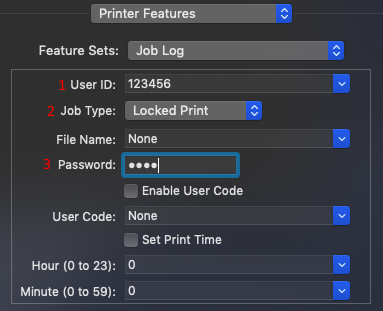 Printer Features
Feature Sets: Job Log
1 User ID: 123456
2 Job Type: Locked Print
File Name: None
3 Password: ••••
Enable User Code
User Code: None
Set Print Time
Hour (0 to 23): 0
Minute (0 to 59): 0